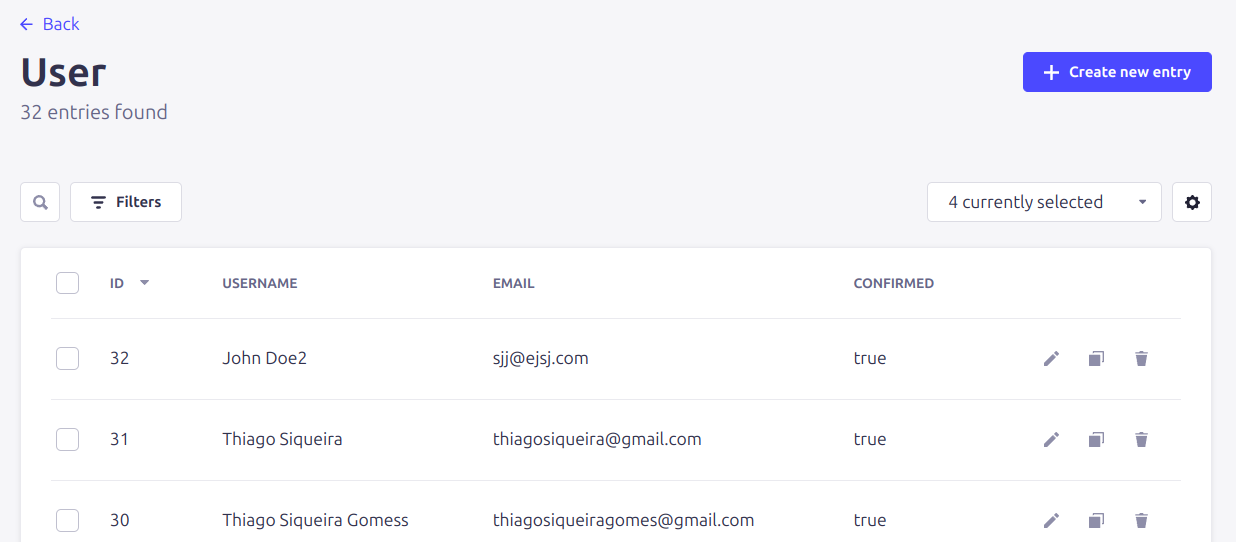 Back
User
Create new entry
32 entries found
Filters
4 currently selected
ID USERNAME EMAIL CONFIRMED
32 John Doe2 sjj@ejsj.com true
31 Thiago Siqueira thiagosiqueira@gmail.com true
30 Thiago Siqueira Gomess thiagosiqueiragomes@gmail.com true